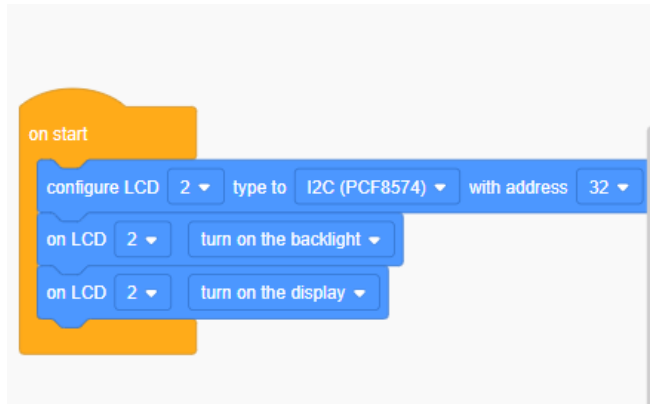 on start
configure LCD 2 type to I2C (PCF8574) with address 32
on LCD 2 turn on the backlight
on LCD 2 turn on the display